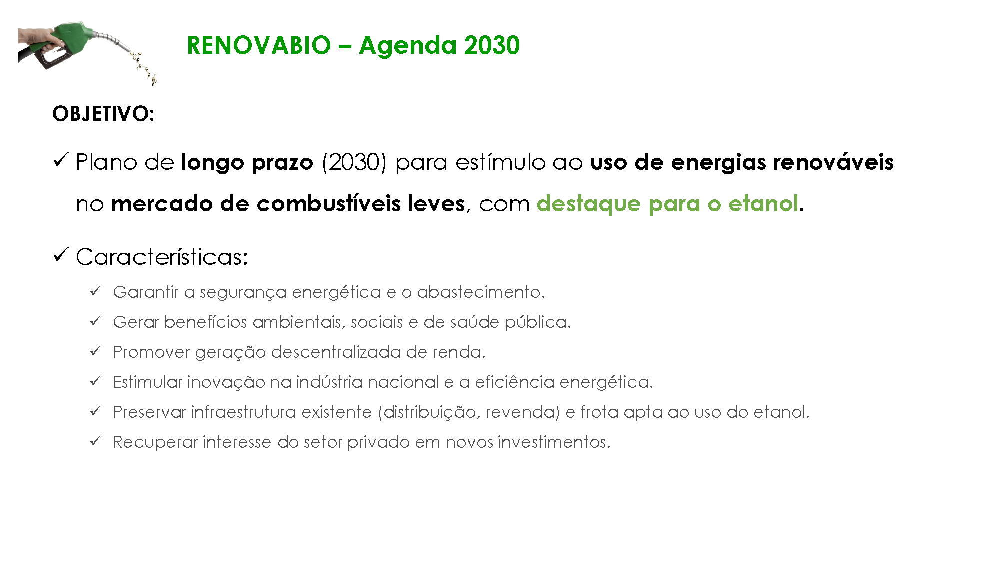 RENOVABIO – Agenda 2030
OBJETIVO:
✓ Plano de longo prazo (2030) para estímulo ao uso de energias renováveis
no mercado de combustíveis leves, com destaque para o etanol.
✓ Características:
✓ Garantir a segurança energética e o abastecimento.
✓ Gerar benefícios ambientais, sociais e de saúde pública.
✓ Promover geração descentralizada de renda.
✓ Estimular inovação na indústria nacional e a eficiência energética.
✓ Preservar infraestrutura existente (distribuição, revenda) e frota apta ao uso do etanol.
✓ Recuperar interesse do setor privado em novos investimentos.